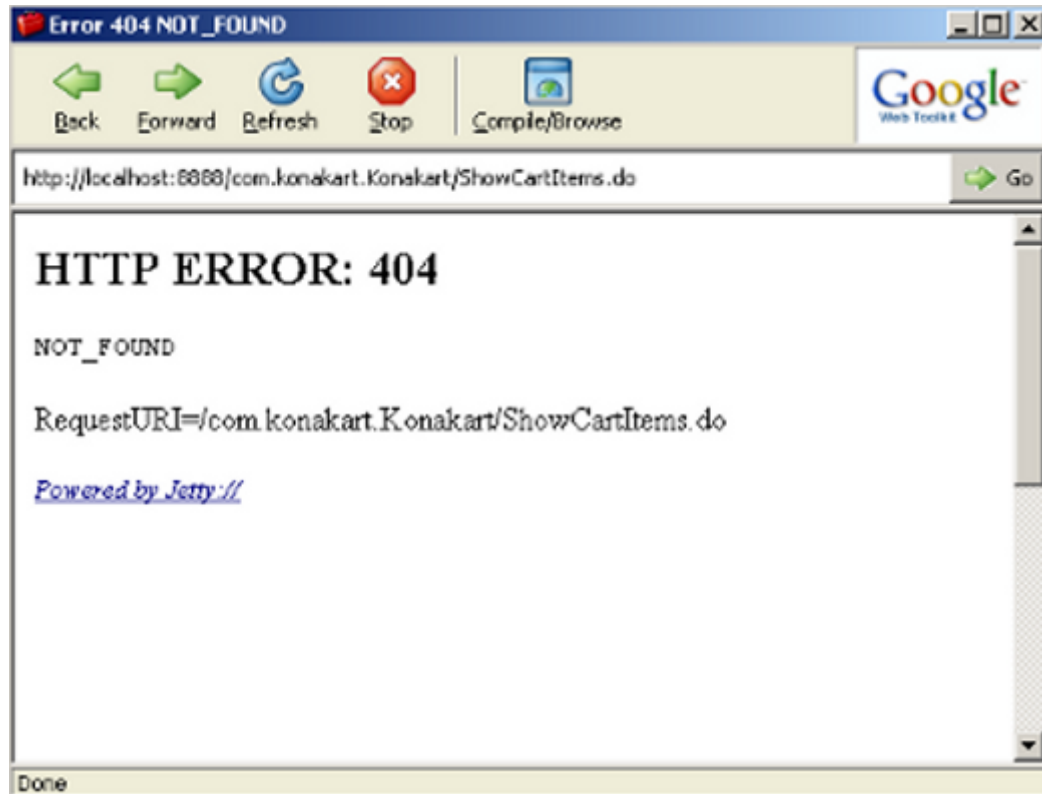 Error 404 NOT_FOUND
Back Forward Refresh Stop Compile/Browse
Google
Web Toolkit
http://localhost:8888/com.konakart.Konakart/ShowCartItems.do Go
HTTP ERROR: 404
NOT_FOUND
RequestURI=/com.konakart.Konakart/ShowCartItems.do
Powered by Jetty://
Done